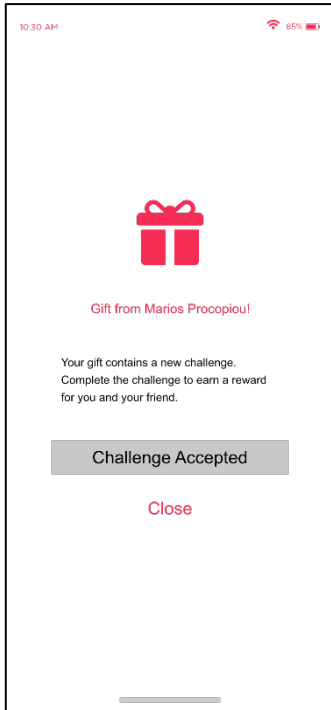 10:30 AM
85%
Gift from Marios Procopiou!
Your gift contains a new challenge.
Complete the challenge to earn a reward
for you and your friend.
Challenge Accepted
Close